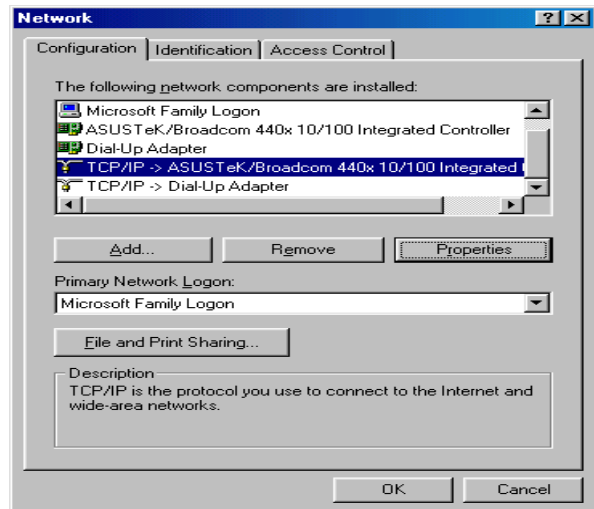 Network
Configuration Identification Access Control
The following network components are installed:
Microsoft Family Logon
ASUSTeK/Broadcom 440x 10/100 Integrated Controller
Dial-Up Adapter
TCP/IP -> ASUSTeK/Broadcom 440x 10/100 Integrated
TCP/IP -> Dial-Up Adapter
Add... Remove Properties
Primary Network Logon:
Microsoft Family Logon
File and Print Sharing...
Description
TCP/IP is the protocol you use to connect to the Internet and
wide-area networks.
OK Cancel